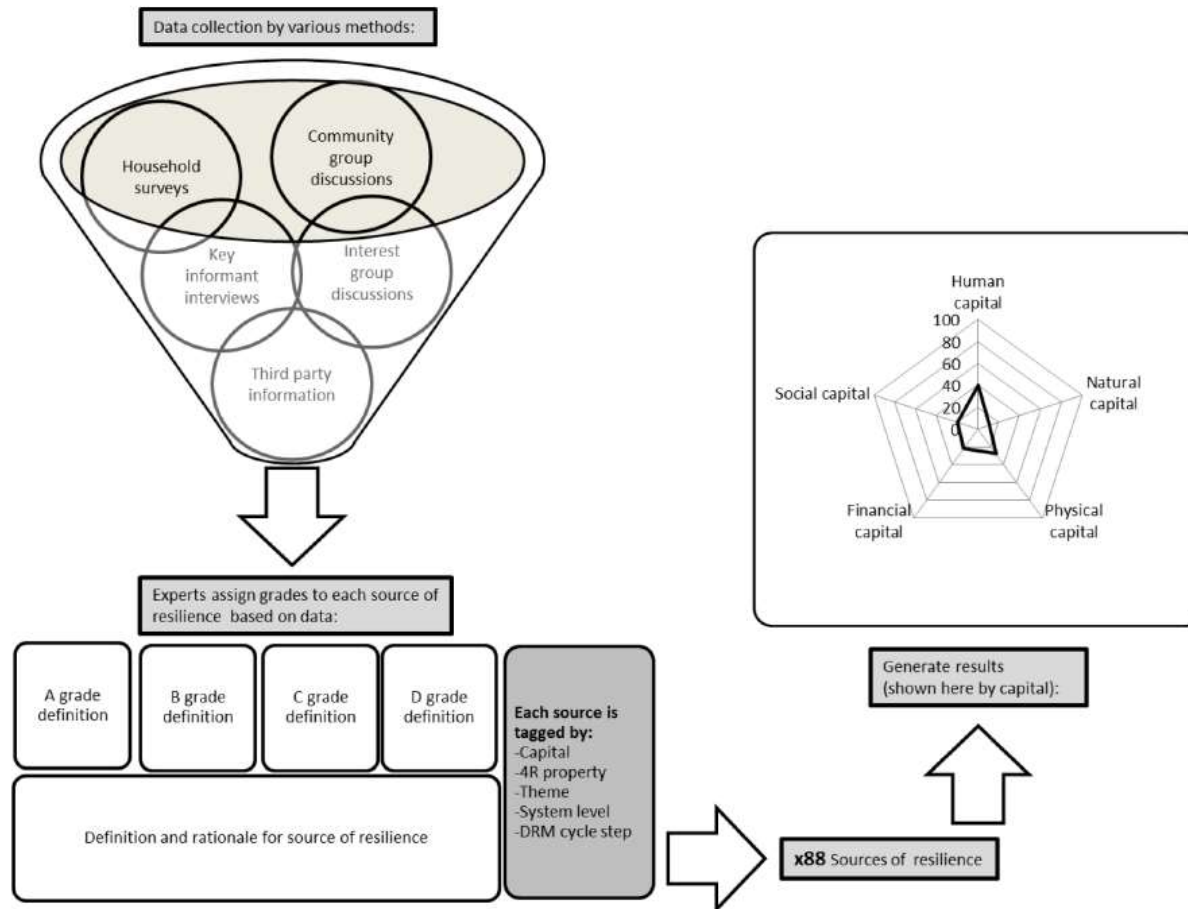 Data collection by various methods:
Household
surveys
Community
group
discussions
Key
informant
interviews
Interest
group
discussions
Third party
information
Experts assign grades to each source of
resilience based on data:
A grade
definition
B grade
definition
C grade
definition
D grade
definition
Definition and rationale for source of resilience
Each source is
tagged by:
-Capital
-4R property
-Theme
-System level
-DRM cycle step
x88 Sources of resilience
Generate results
(shown here by capital):
Human
capital
100
80
60
40
20
0
Social capital
Natural
capital
Financial
capital
Physical
capital